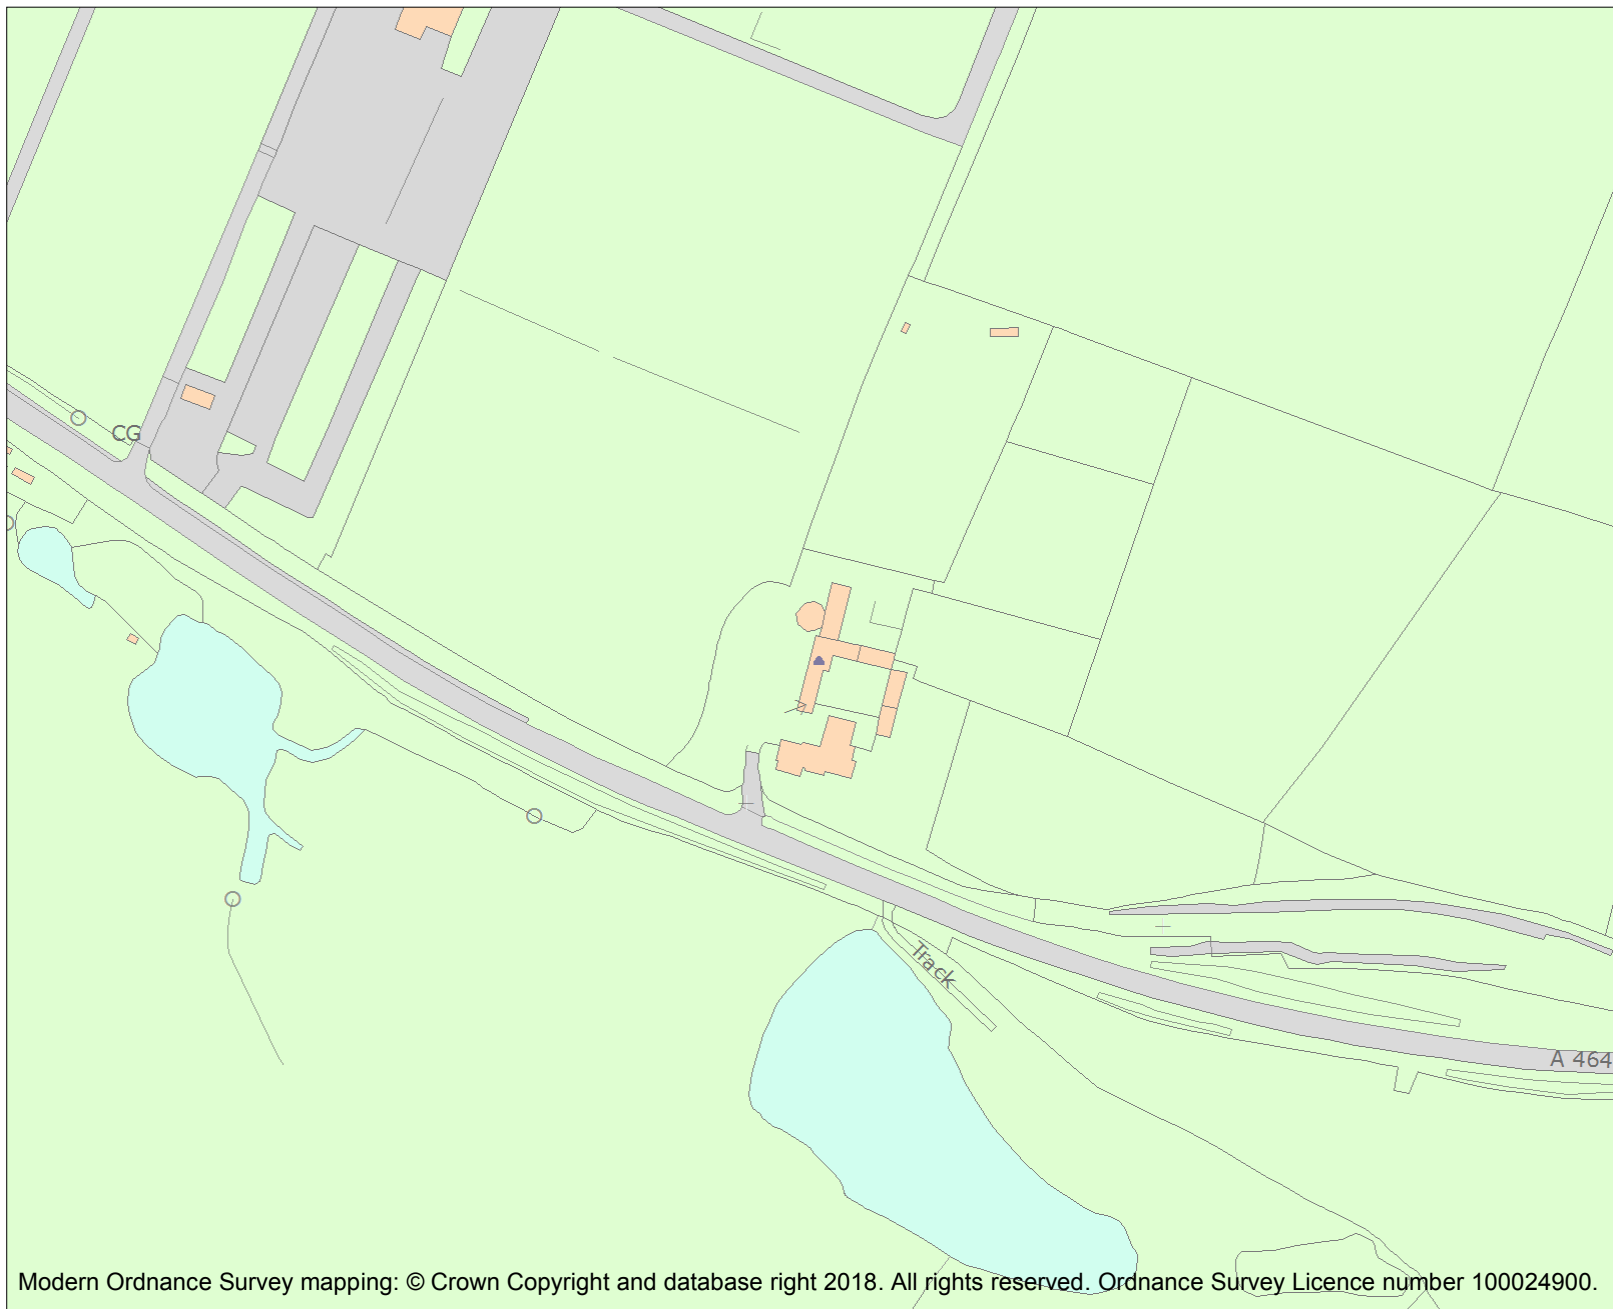 CG
Track
A 464
Modern Ordnance Survey mapping: © Crown Copyright and database right 2018. All rights reserved. Ordnance Survey Licence number 100024900.